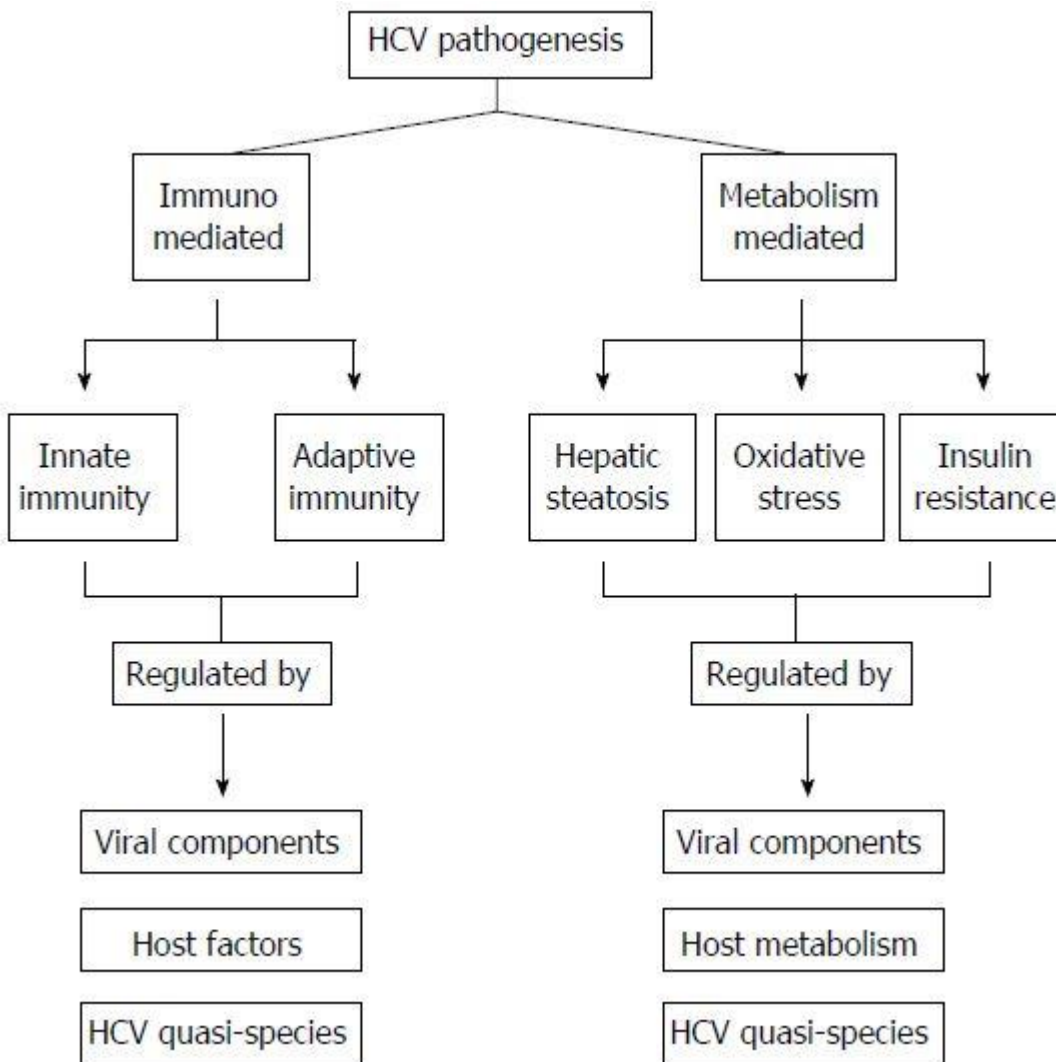 HCV pathogenesis
Immuno
mediated
Metabolism
mediated
Innate
immunity
Adaptive
immunity
Hepatic
steatosis
Oxidative
stress
Insulin
resistance
Regulated by
Regulated by
Viral components
Viral components
Host factors
Host metabolism
HCV quasi-species
HCV quasi-species